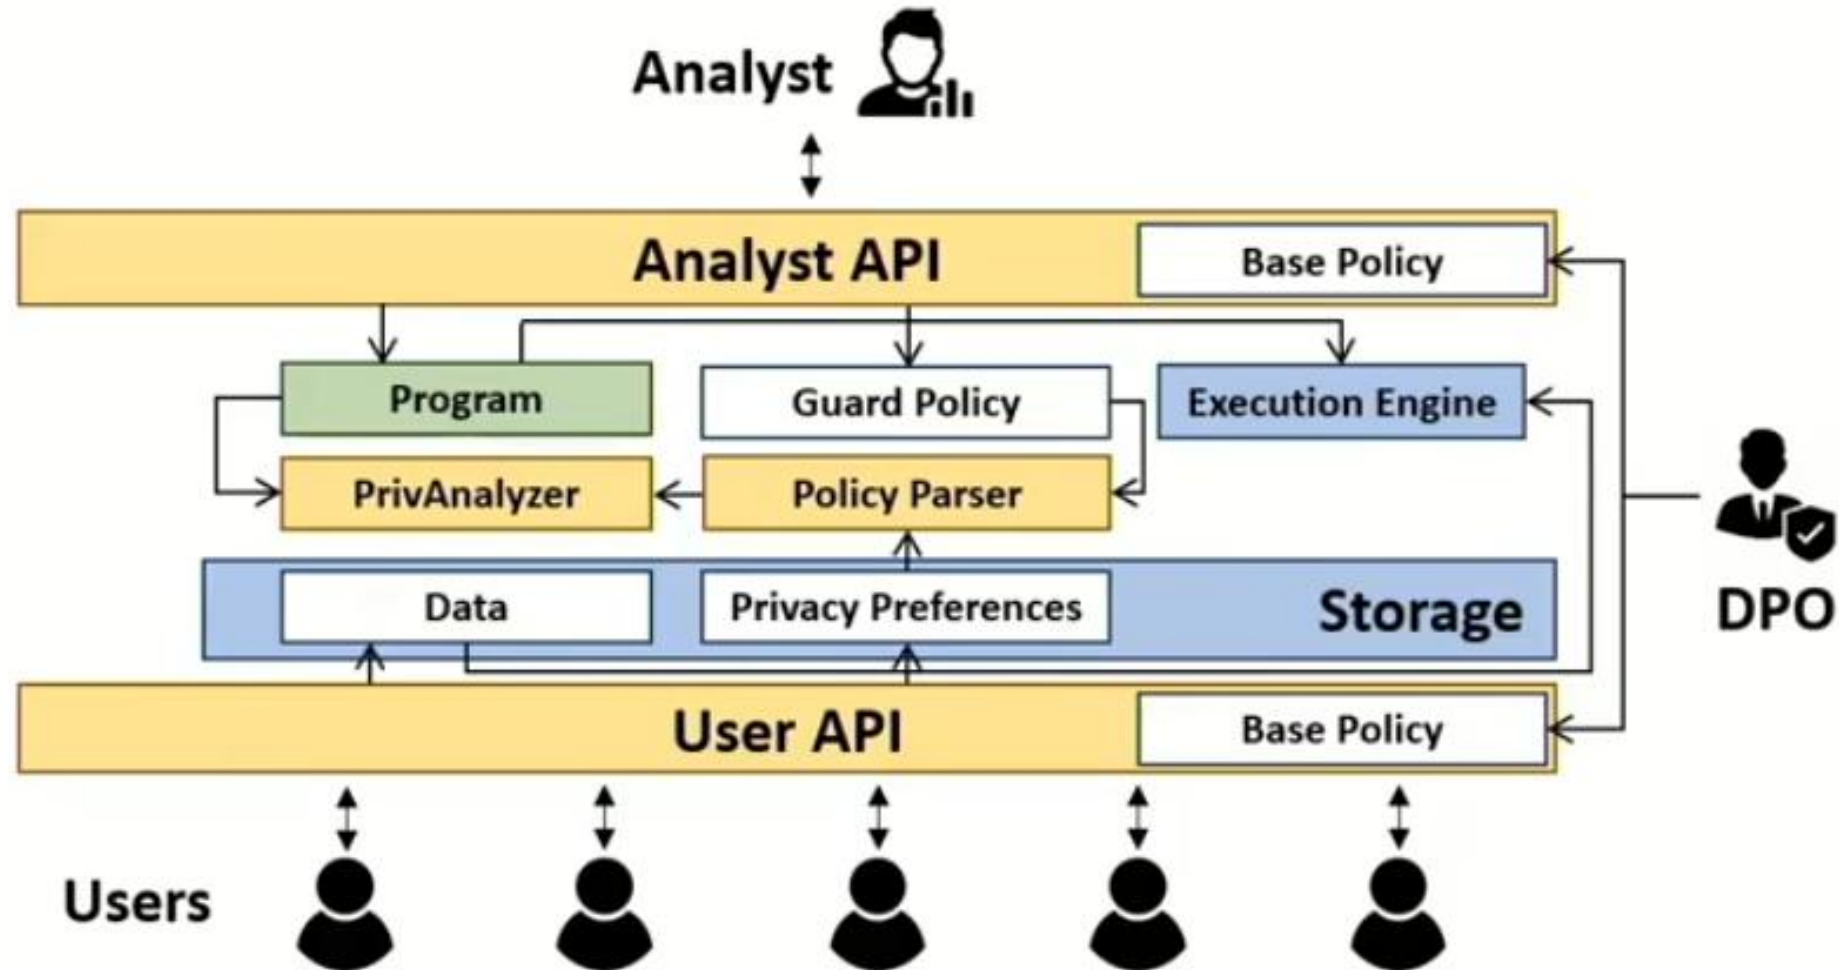 Analyst
Analyst API
Base Policy
Program
Guard Policy
Execution Engine
PrivAnalyzer
Policy Parser
Data
Privacy Preferences
Storage
DPO
User API
Base Policy
Users